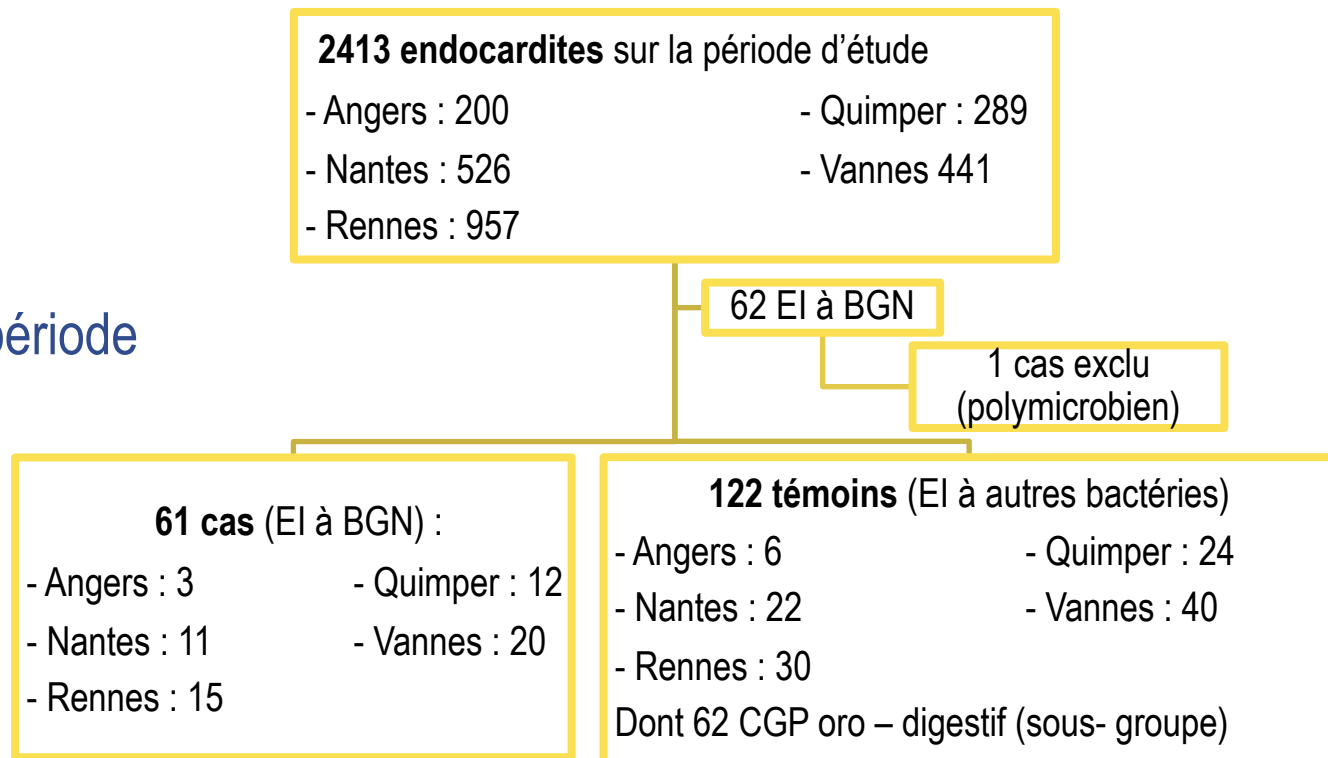 2413 endocardites sur la période d'étude
- Angers : 200
- Quimper : 289
- Nantes : 526
- Vannes 441
- Rennes : 957
62 EI à BGN
période
1 cas exclu
(polymicrobien)
61 cas (EI à BGN) :
- Angers : 3
- Quimper : 12
- Nantes : 11
- Vannes : 20
- Rennes : 15
122 témoins (EI à autres bactéries)
- Angers : 6
- Quimper : 24
- Nantes : 22
- Vannes : 40
- Rennes : 30
Dont 62 CGP oro – digestif (sous- groupe)